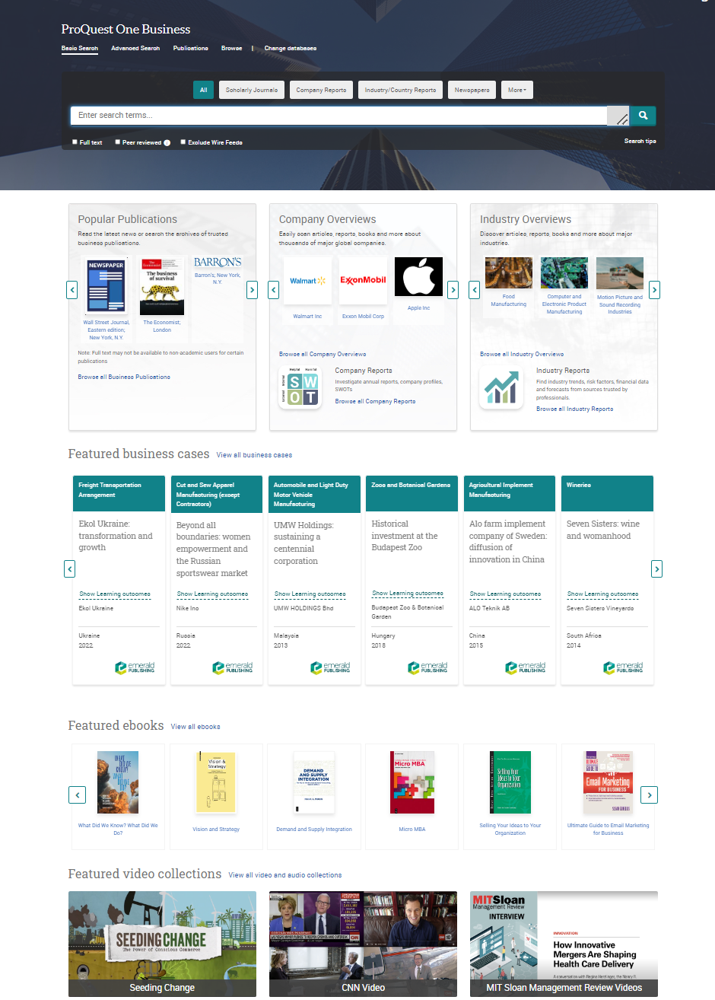 ProQuest One Business
Basic Search Advanced Search Publications Browse | Change databases
All Scholarly Journals Company Reports Industry/Country Reports Newspapers More
Enter search terms...
Full text Peer reviewed Exclude Wire Feeds Search tips
Popular Publications
Read the latest news or search the archives of trusted
business publications.
NEWSPAPER
Wall Street Journal,
Eastern edition;
New York, N.Y.
The Economist
The business
of survival
The Economist;
London
BARRON'S
Barron's; New York,
N.Y.
Note: Full text may not be available to non-academic users for certain
publications
Browse all Business Publications
Company Overviews
Easily scan articles, reports, books and more about
thousands of major global companies.
Walmart
Walmart Inc
ExxonMobil
Exxon Mobil Corp
Apple Inc
Browse all Company Overviews
Helpful Harmful
Internal
External
SWOT
Company Reports
Investigate annual reports, company profiles,
SWOTs
Browse all Company Reports
Industry Overviews
Discover articles, reports, books and more about major
industries.
Food
Manufacturing
Computer and
Electronic Product
Manufacturing
Motion Picture and
Sound Recording
Industries
Browse all Industry Overviews
Industry Reports
Find industry trends, risk factors, financial data
and forecasts from sources trusted by
professionals.
Browse all Industry Reports
Featured business cases View all business cases
Freight Transportation
Arrangement
Ekol Ukraine:
transformation and
growth
Show Learning outcomes
Ekol Ukraine
Ukraine
2022
emerald
PUBLISHING
Cut and Sew Apparel
Manufacturing (except
Contractors)
Beyond all
boundaries: women
empowerment and
the Russian
sportswear market
Show Learning outcomes
Nike Inc
Russia
2022
emerald
PUBLISHING
Automobile and Light Duty
Motor Vehicle
Manufacturing
UMW Holdings:
sustaining a
centennial
corporation
Show Learning outcomes
UMW HOLDINGS Bhd
Malaysia
2013
emerald
PUBLISHING
Zoos and Botanical Gardens
Historical
investment at the
Budapest Zoo
Show Learning outcomes
Budapest Zoo & Botanical
Garden
Hungary
2018
emerald
PUBLISHING
Agricultural Implement
Manufacturing
Alo farm implement
company of Sweden:
diffusion of
innovation in China
Show Learning outcomes
ALO Teknik AB
China
2015
emerald
PUBLISHING
Wineries
Seven Sisters: wine
and womanhood
Show Learning outcomes
Seven Sisters Vineyards
South Africa
2014
emerald
PUBLISHING
Featured ebooks View all ebooks
WHAT
DID WE
KNOW?
WHAT
DID WE
DO?
What Did We Know? What Did We
Do?
Vision &
Strategy
Vision and Strategy
DEMAND
AND SUPPLY
INTEGRATION
Demand and Supply Integration
Micro MBA
Micro MBA
Selling Your
Ideas to Your
Organization
Selling Your Ideas to Your
Organization
ULTIMATE
GUIDE TO
Email Marketing
FOR BUSINESS
Ultimate Guide to Email Marketing
for Business
Featured video collections View all video and audio collections
SEEDING CHANGE
The Power of Conscious Commerce
Seeding Change
CORONAVIRUS PANDEMIC
CNN
CNN Video
MITSloan
Management Review
INTERVIEW
INNOVATION
How Innovative
Mergers Are Shaping
Health Care Delivery
MIT Sloan Management Review Videos